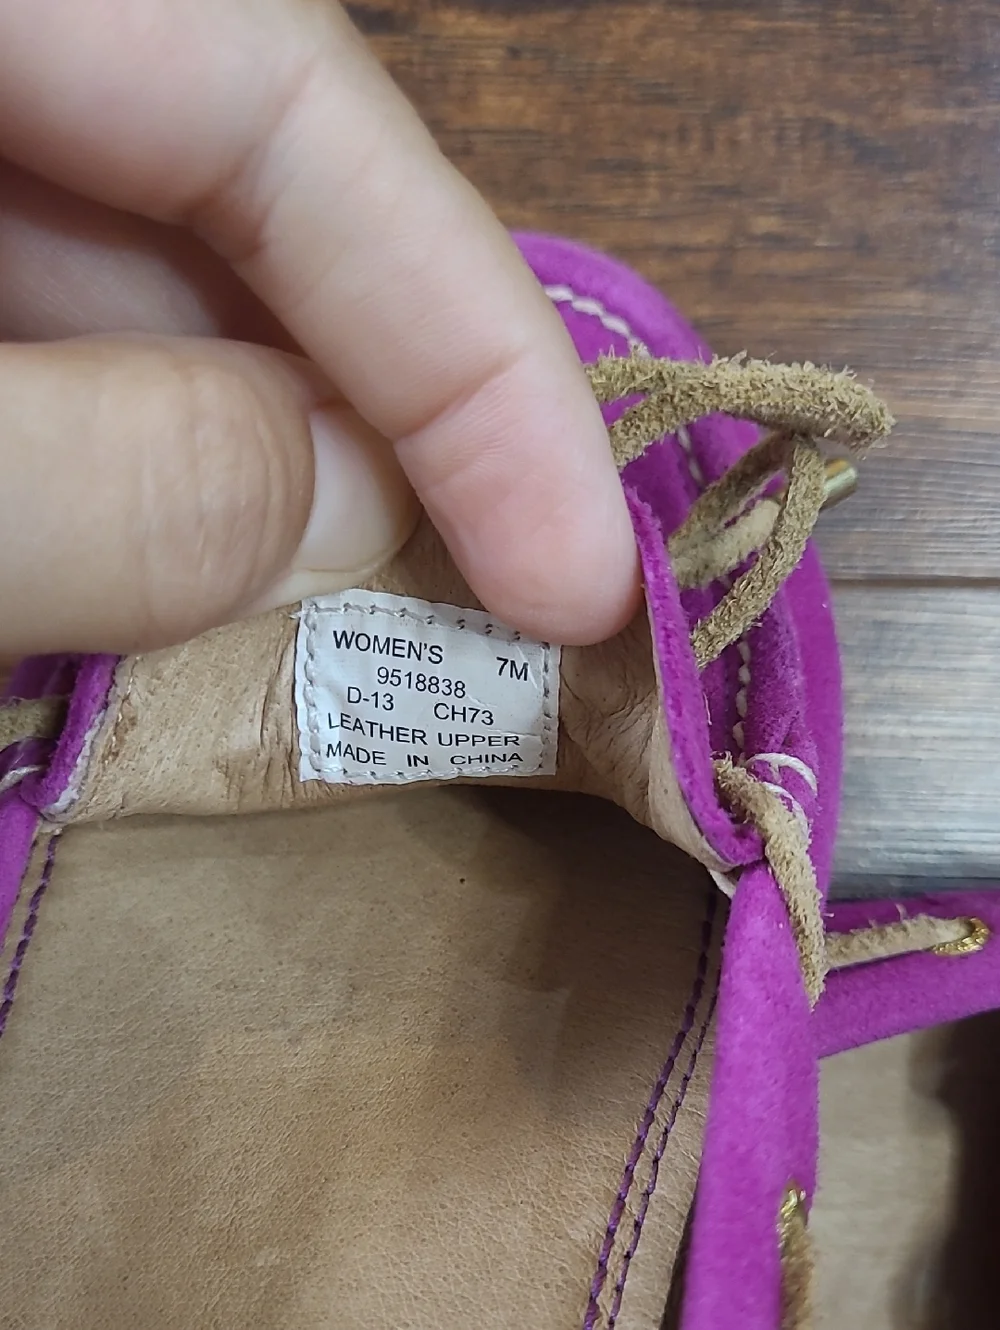 WOMEN'S 7M
9518838
D-13 CH73
LEATHER UPPER
MADE IN CHINA